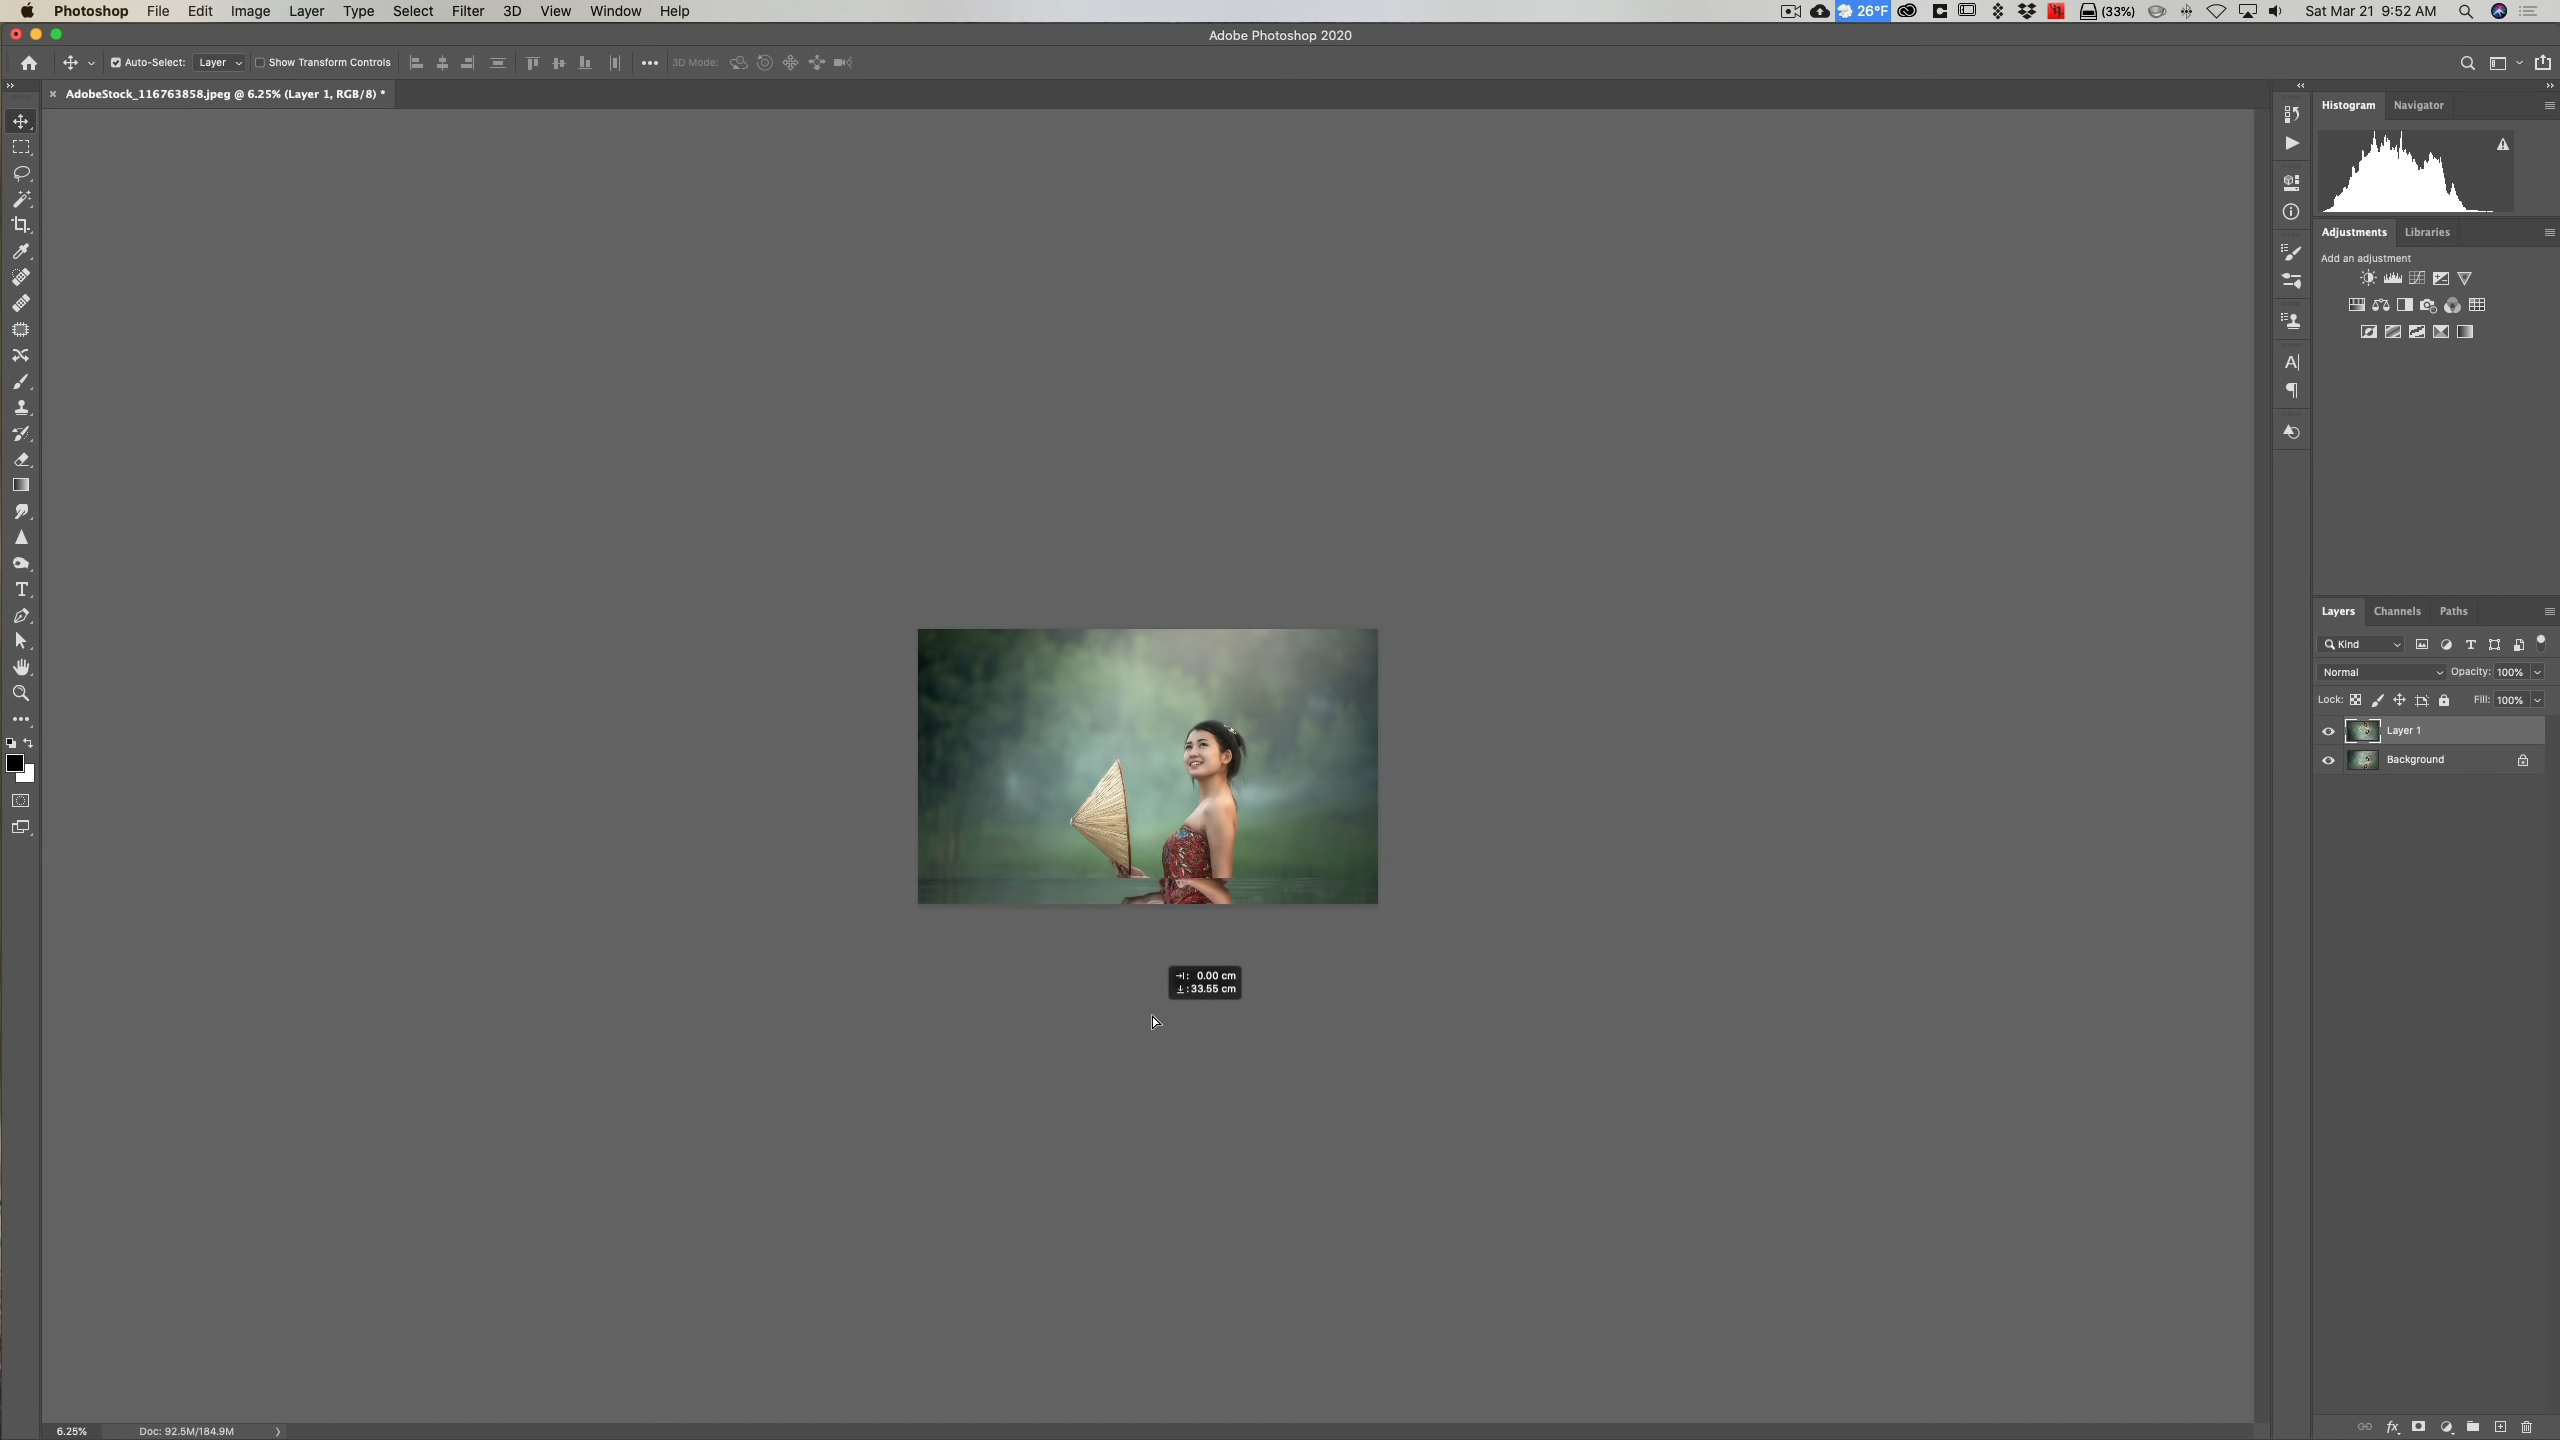 Photoshop File Edit Image Layer Type Select Filter 3D View Window Help
26°F
(33%)
Sat Mar 21 9:52 AM
Adobe Photoshop 2020
Auto-Select: Layer Show Transform Controls 3D Mode:
AdobeStock_116763858.jpeg @ 6.25% (Layer 1, RGB/8) *
Histogram Navigator
Adjustments Libraries
Add an adjustment
Layers Channels Paths
Kind
Normal Opacity: 100%
Lock: Fill: 100%
Layer 1
Background
0.00 cm
33.55 cm
6.25% Doc: 92.5M/184.9M